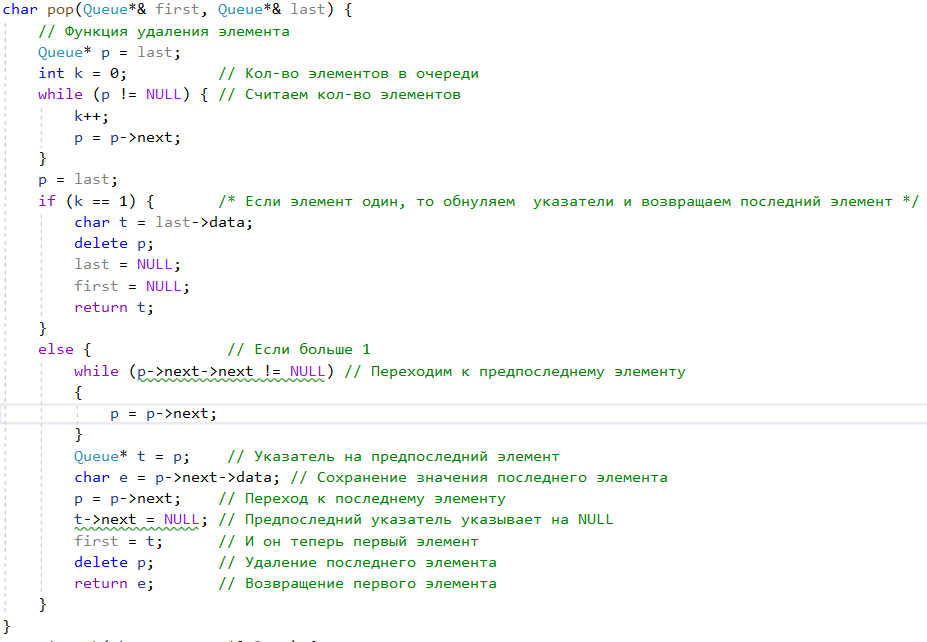 char pop(Queue*& first, Queue*& last) {
// Функция удаления элемента
Queue* p = last;
int k = 0; // Кол-во элементов в очереди
while (p != NULL) { // Считаем кол-во элементов
k++;
p = p->next;
}
p = last;
if (k == 1) { /* Если элемент один, то обнуляем  указатели и возвращаем последний элемент */
char t = last->data;
delete p;
last = NULL;
first = NULL;
return t;
}
else { // Если больше 1
while (p->next->next != NULL) // Переходим к предпоследнему элементу
{
p = p->next;
}
Queue* t = p; // Указатель на предпоследний элемент
char e = p->next->data; // Сохранение значения последнего элемента
p = p->next; // Переход к последнему элементу
t->next = NULL; // Предпоследний указатель указывает на NULL
first = t; // И он теперь первый элемент
delete p; // Удаление последнего элемента
return e; // Возвращение первого элемента
}
}